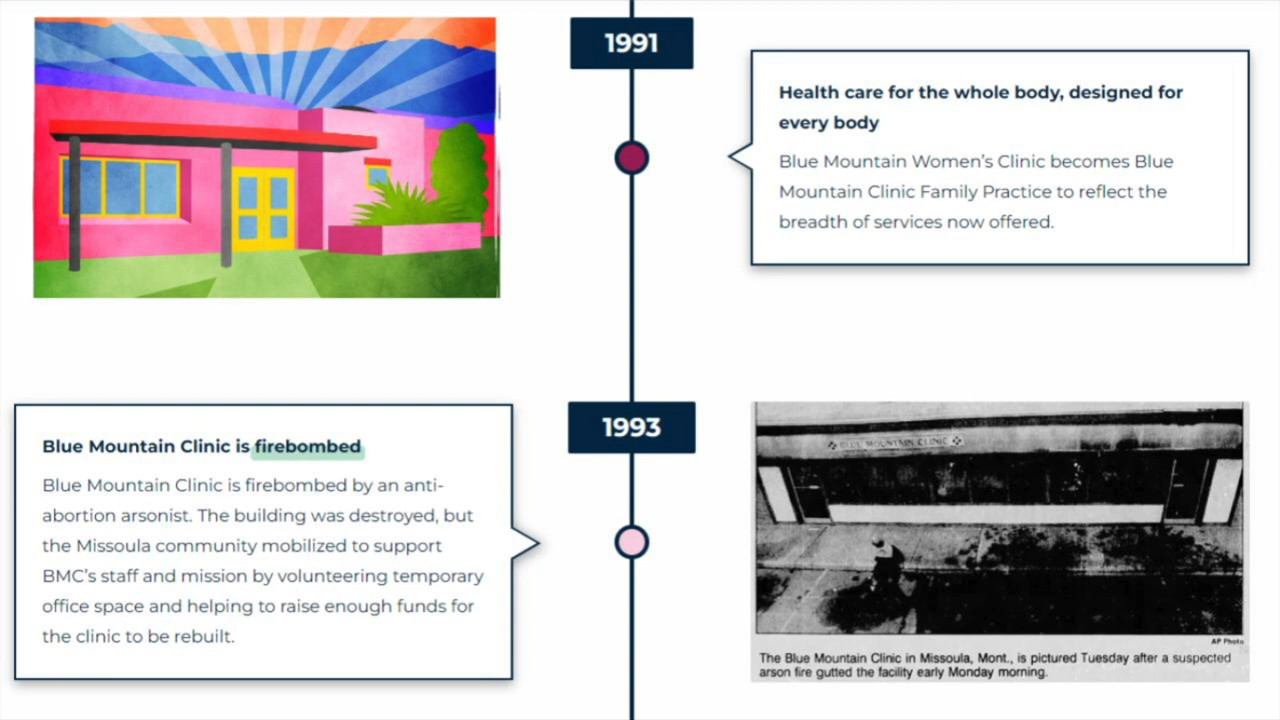 1991
Health care for the whole body, designed for
every body
Blue Mountain Women’s Clinic becomes Blue
Mountain Clinic Family Practice to reflect the
breadth of services now offered.
1993
Blue Mountain Clinic is firebombed
Blue Mountain Clinic is firebombed by an anti-
abortion arsonist. The building was destroyed, but
the Missoula community mobilized to support
BMC’s staff and mission by volunteering temporary
office space and helping to raise enough funds for
the clinic to be rebuilt.
BLUE MOUNTAIN CLINIC
AP Photo
The Blue Mountain Clinic in Missoula, Mont., is pictured Tuesday after a suspected
arson fire gutted the facility early Monday morning.